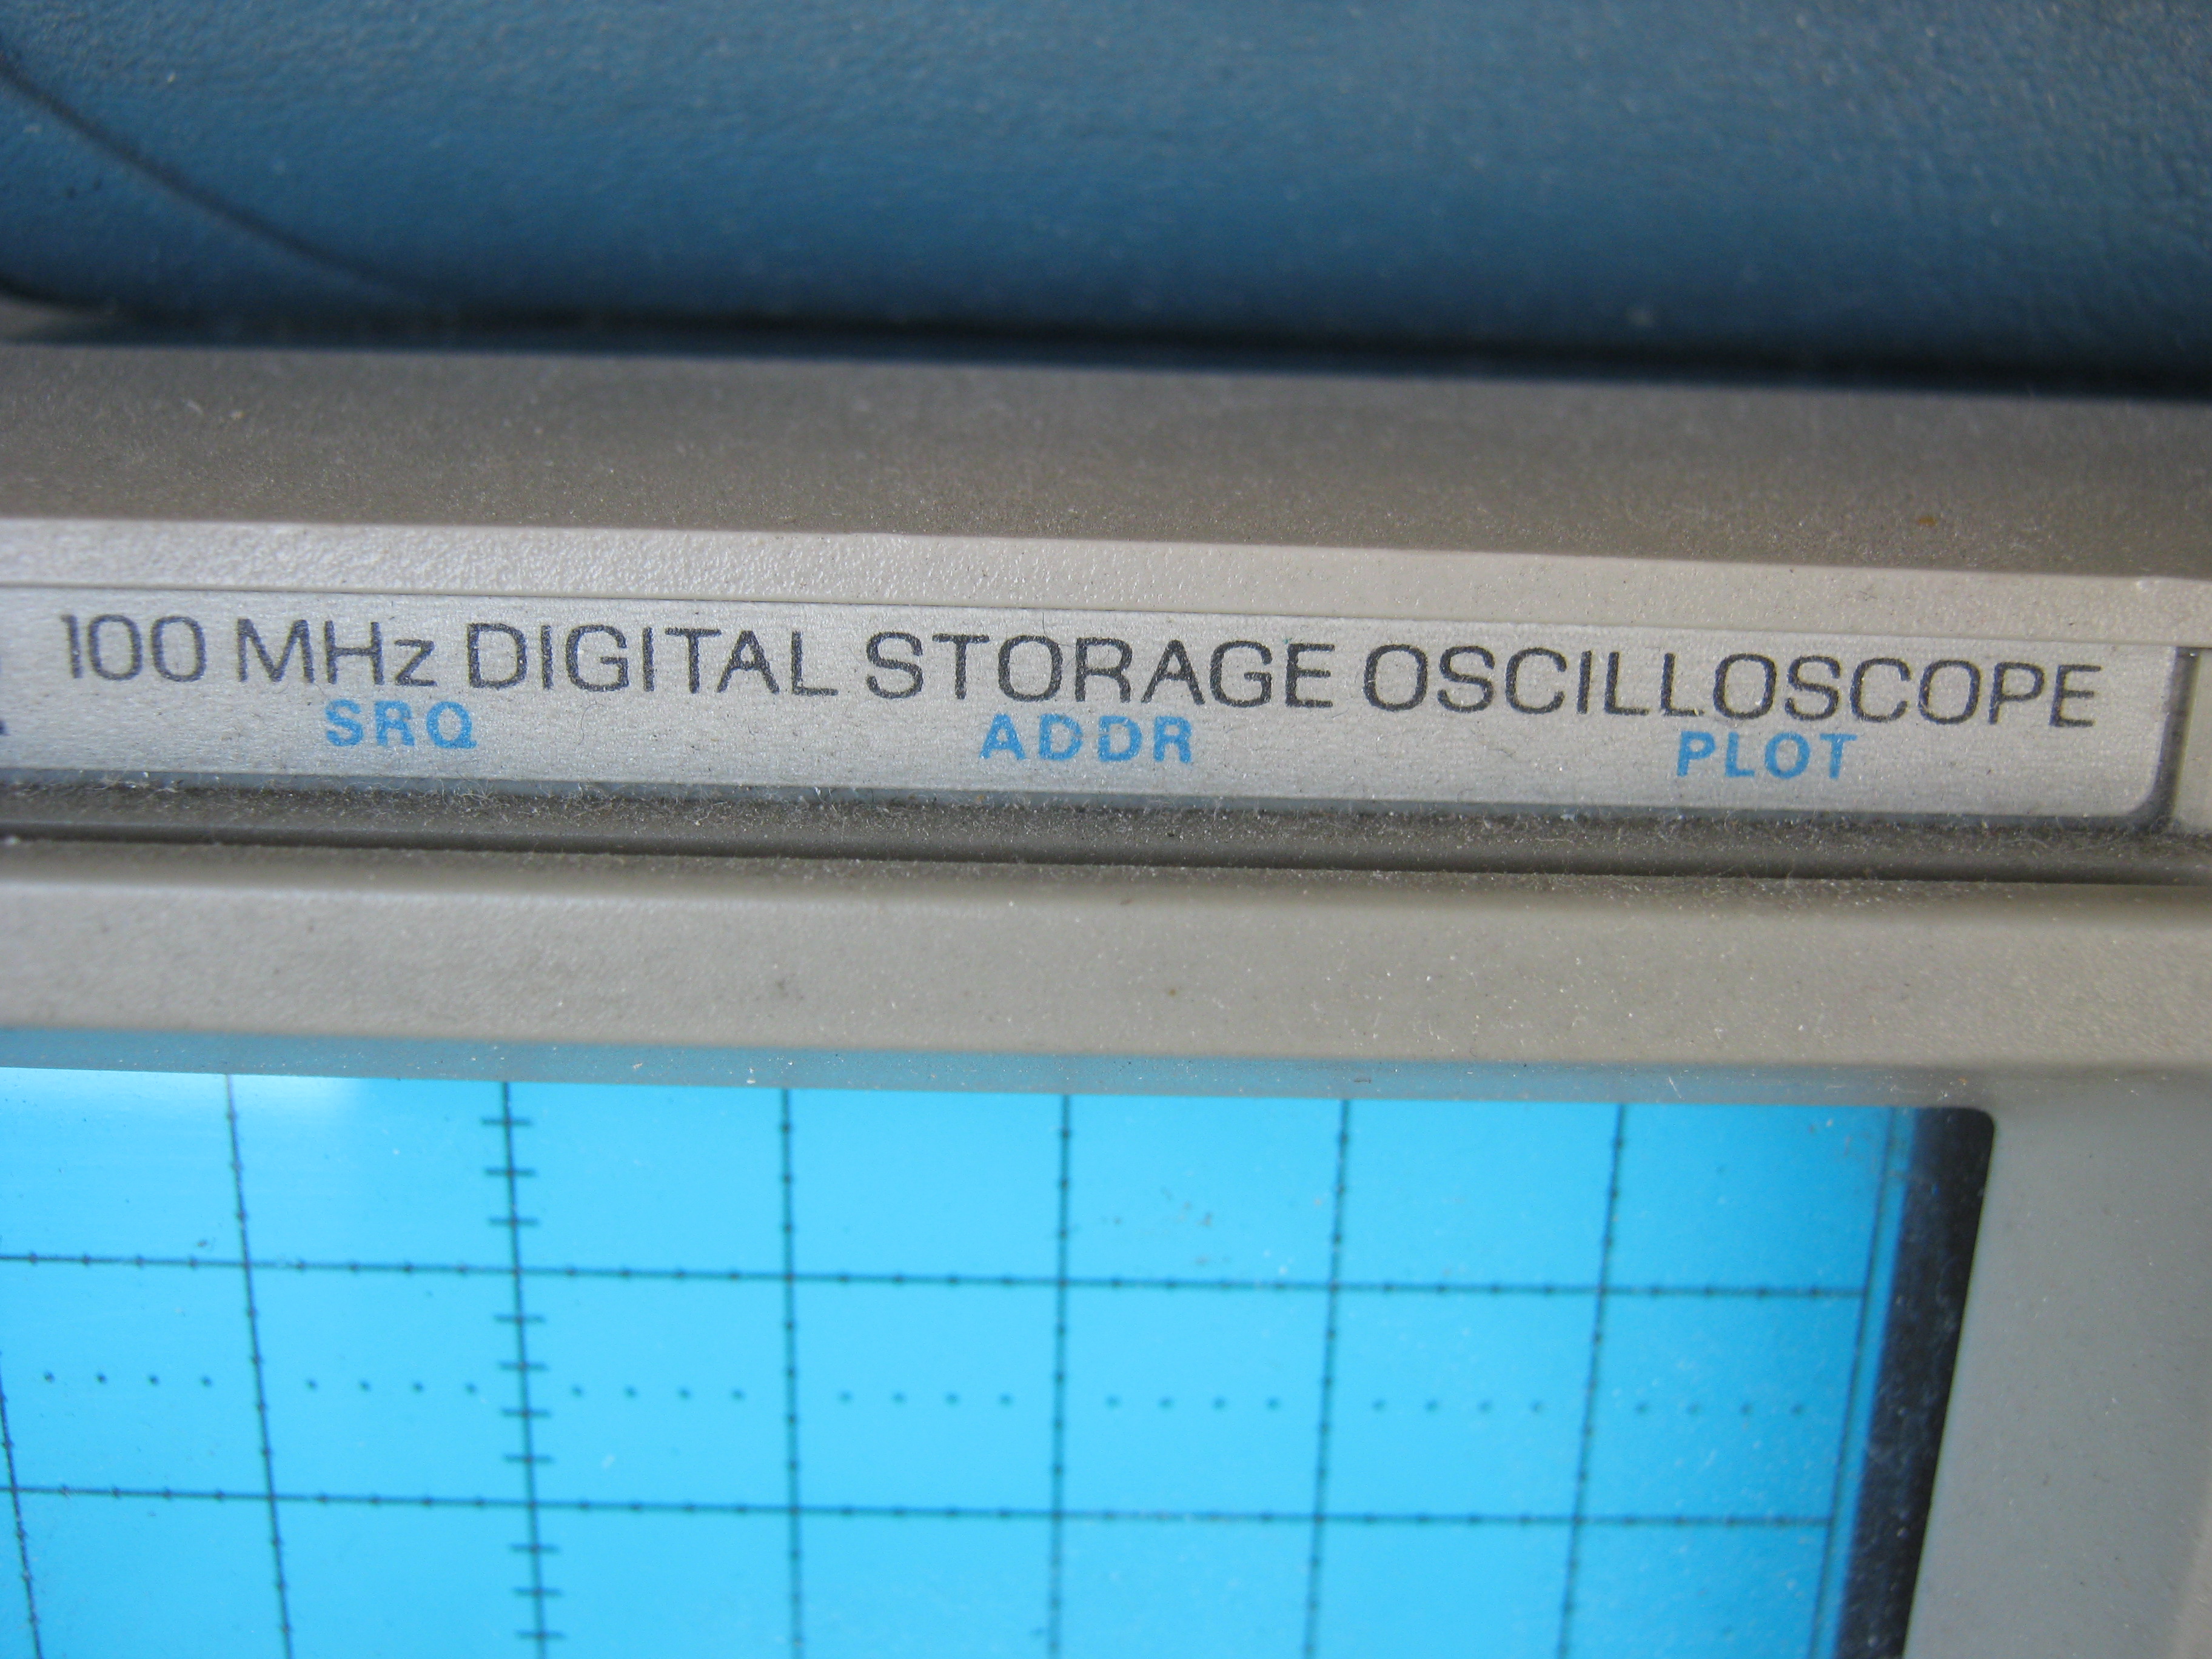 100 MHz DIGITAL STORAGE OSCILLOSCOPE
SRQ ADDR PLOT